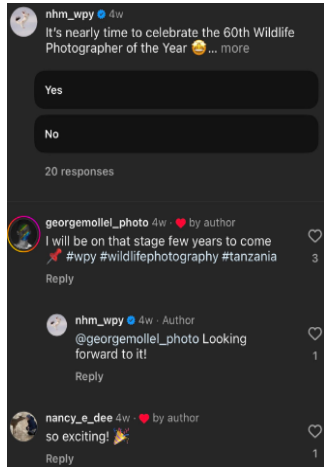 nhm_wpy 4w
It's nearly time to celebrate the 60th Wildlife
Photographer of the Year 🤩... more
Yes
No
20 responses
georgemollel_photo 4w · ❤️ by author
I will be on that stage few years to come
📌 #wpy #wildlifephotography #tanzania
3
Reply
nhm_wpy 4w · Author
@georgemollel_photo Looking
forward to it!
1
Reply
nancy_e_dee 4w · ❤️ by author
so exciting! 🎉
1
Reply